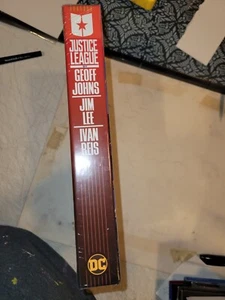 JUSTICE
LEAGUE
GEOFF
JOHNS
JIM
LEE
IVAN
REIS
DC